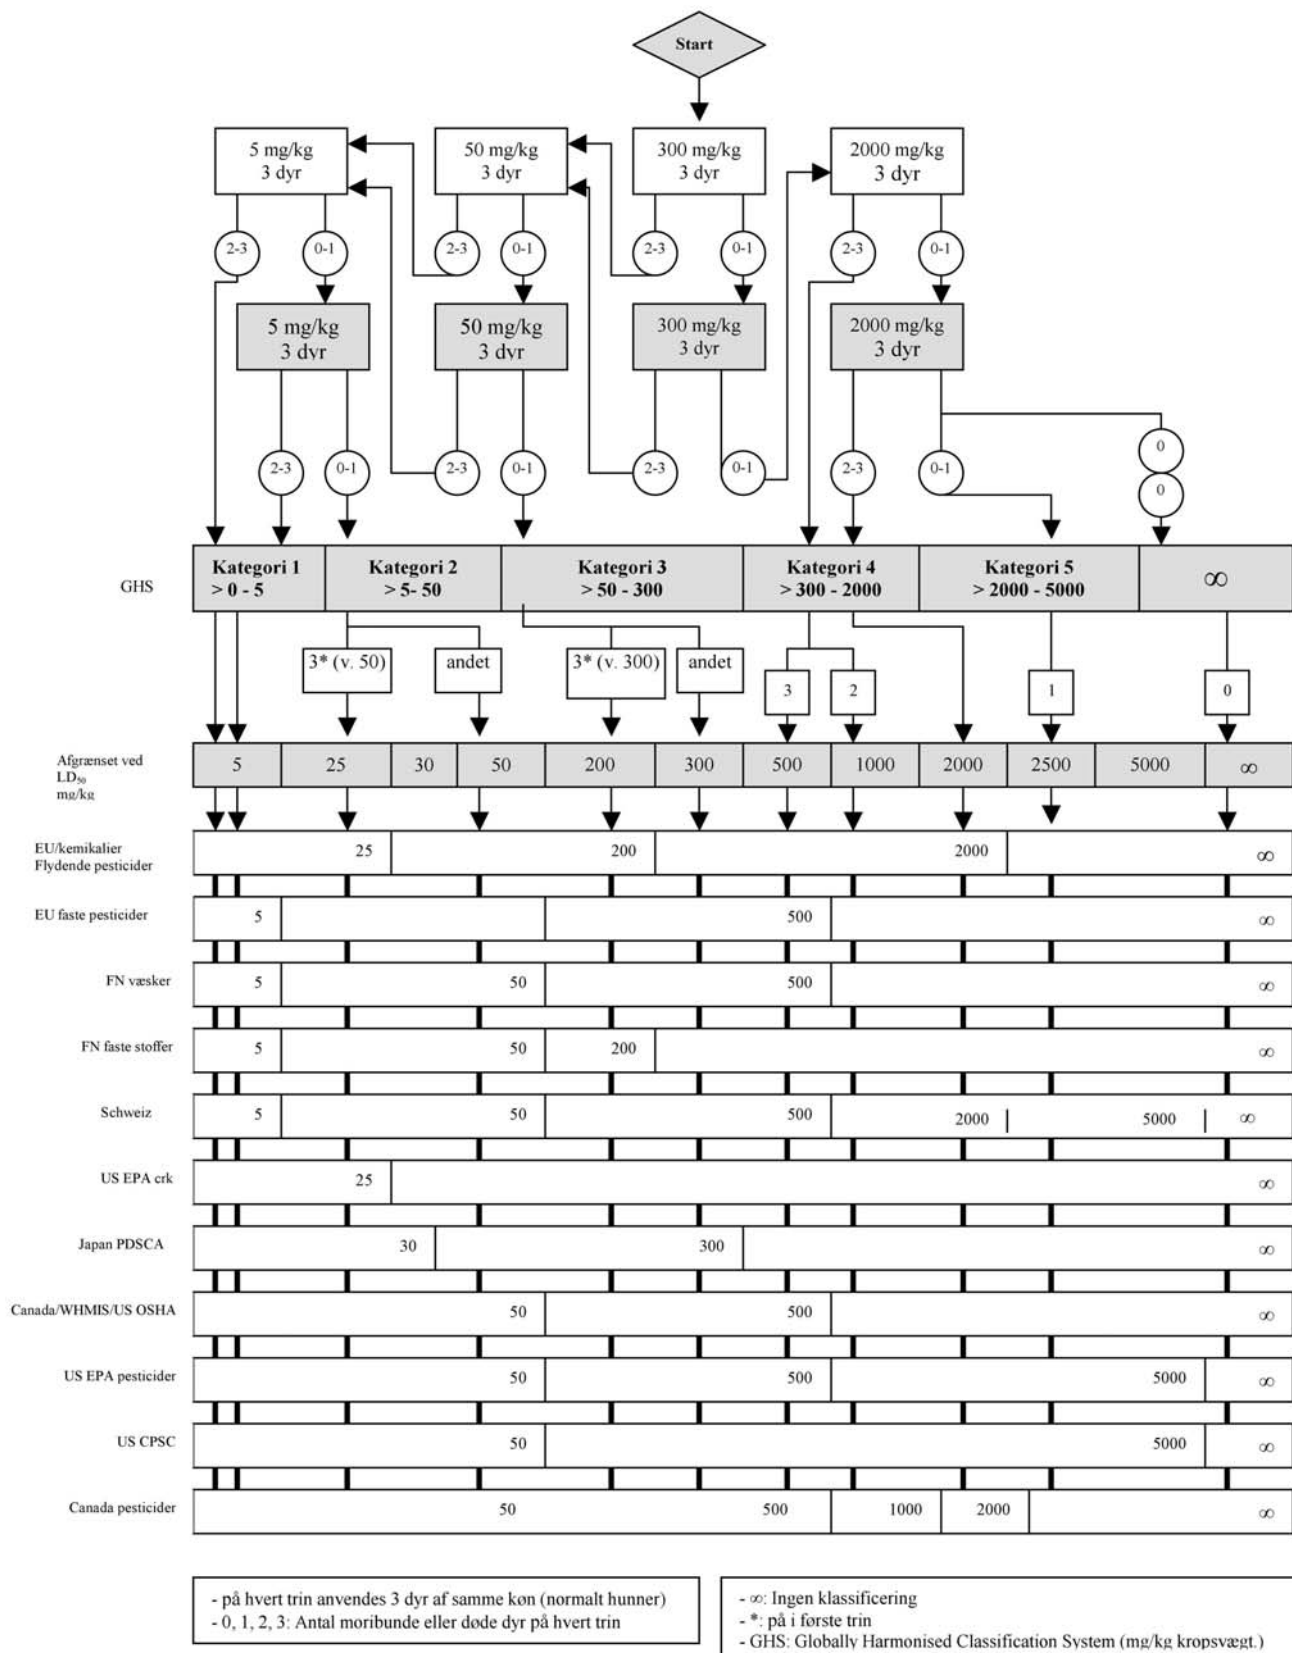 Start
5 mg/kg
3 dyr
50 mg/kg
3 dyr
300 mg/kg
3 dyr
2000 mg/kg
3 dyr
2-3
0-1
2-3
0-1
2-3
0-1
2-3
0-1
5 mg/kg
3 dyr
50 mg/kg
3 dyr
300 mg/kg
3 dyr
2000 mg/kg
3 dyr
2-3
0-1
2-3
0-1
2-3
0-1
2-3
0-1
0
0
GHS
Kategori 1
> 0 - 5
Kategori 2
> 5- 50
Kategori 3
> 50 - 300
Kategori 4
> 300 - 2000
Kategori 5
> 2000 - 5000
∞
3* (v. 50)
andet
3* (v. 300)
andet
3
2
1
0
Afgrænset ved
LD₅₀
mg/kg
5 25 30 50 200 300 500 1000 2000 2500 5000 ∞
EU/kemikalier
Flydende pesticider
25 200 2000 ∞
EU faste pesticider 5 500 ∞
FN væsker 5 50 500 ∞
FN faste stoffer 5 50 200 ∞
Schweiz 5 50 500 2000 5000 ∞
US EPA crk 25 ∞
Japan PDSCA 30 300 ∞
Canada/WHMIS/US OSHA 50 500 ∞
US EPA pesticider 50 500 5000 ∞
US CPSC 50 5000 ∞
Canada pesticider 50 500 1000 2000 ∞
- på hvert trin anvendes 3 dyr af samme køn (normalt hunner)
- 0, 1, 2, 3: Antal moribunde eller døde dyr på hvert trin
- ∞: Ingen klassificering
- *: på i første trin
- GHS: Globally Harmonised Classification System (mg/kg kropsvægt.)